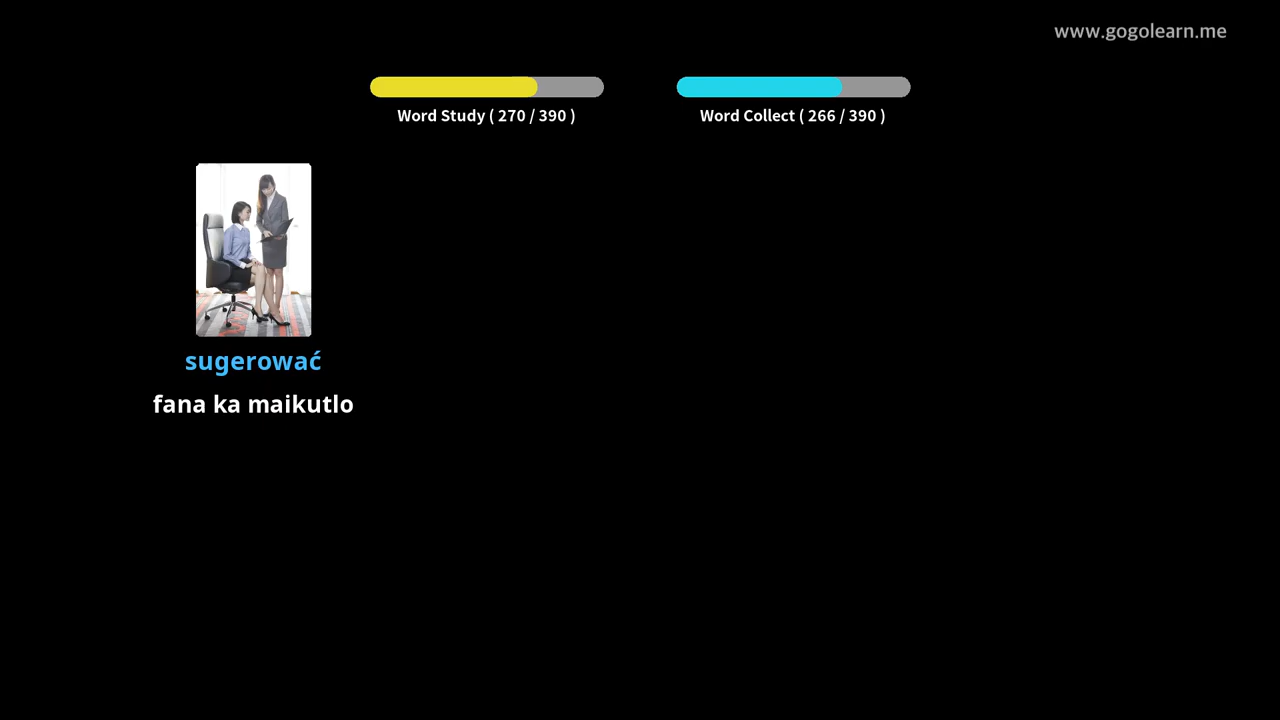 www.gogolearn.me
Word Study ( 270 / 390 )
Word Collect ( 266 / 390 )
sugerować
fana ka maikutlo